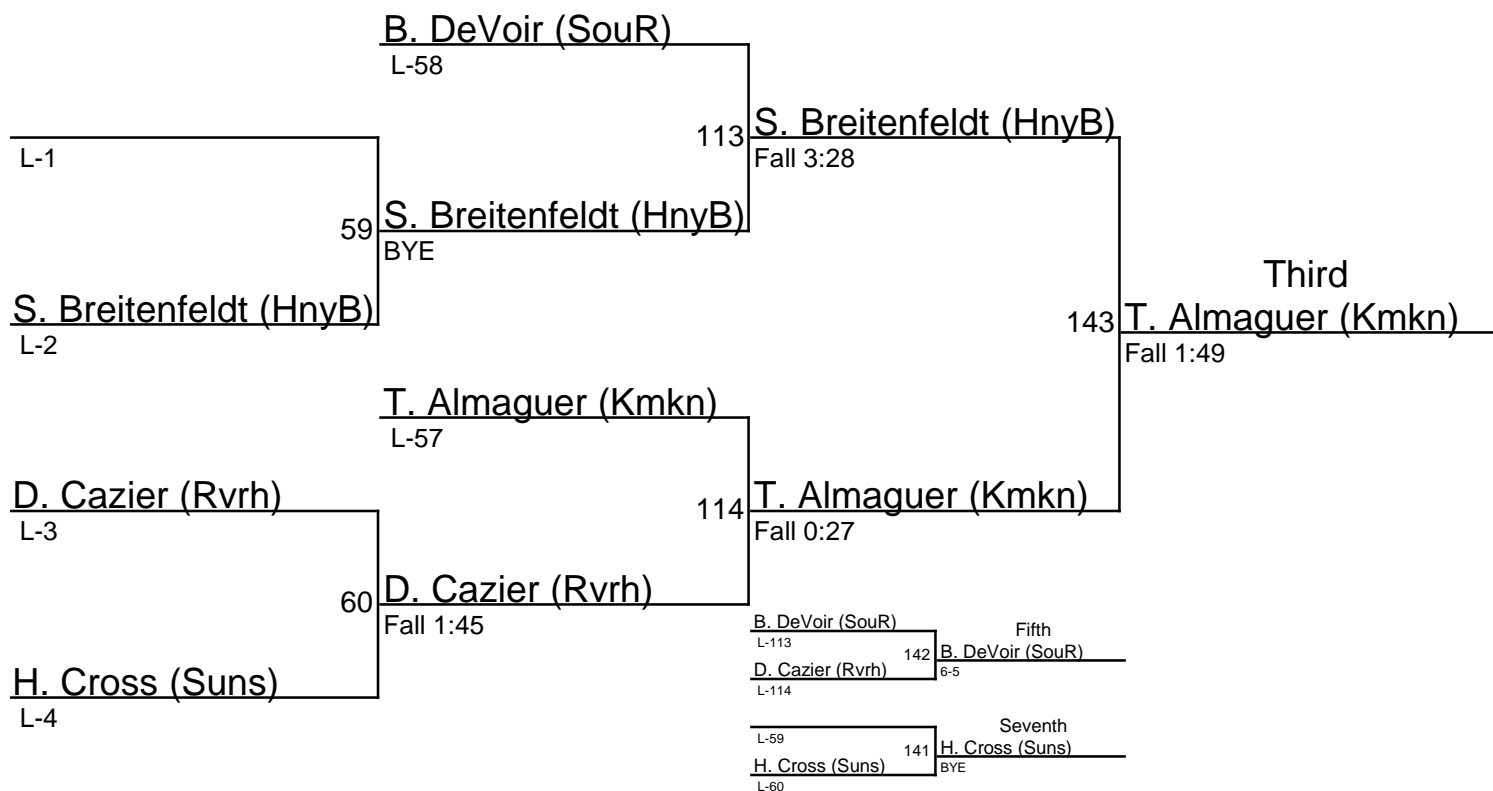 B. DeVoir (SouR)
L-58
L-1
113
S. Breitenfeldt (HnyB)
Fall 3:28
59
S. Breitenfeldt (HnyB)
BYE
S. Breitenfeldt (HnyB)
L-2
Third
143
T. Almaguer (Kmkn)
Fall 1:49
T. Almaguer (Kmkn)
L-57
D. Cazier (Rvrh)
L-3
114
T. Almaguer (Kmkn)
Fall 0:27
60
D. Cazier (Rvrh)
Fall 1:45
H. Cross (Suns)
L-4
B. DeVoir (SouR)
L-113
Fifth
142
B. DeVoir (SouR)
6-5
D. Cazier (Rvrh)
L-114
L-59
Seventh
141
H. Cross (Suns)
BYE
H. Cross (Suns)
L-60